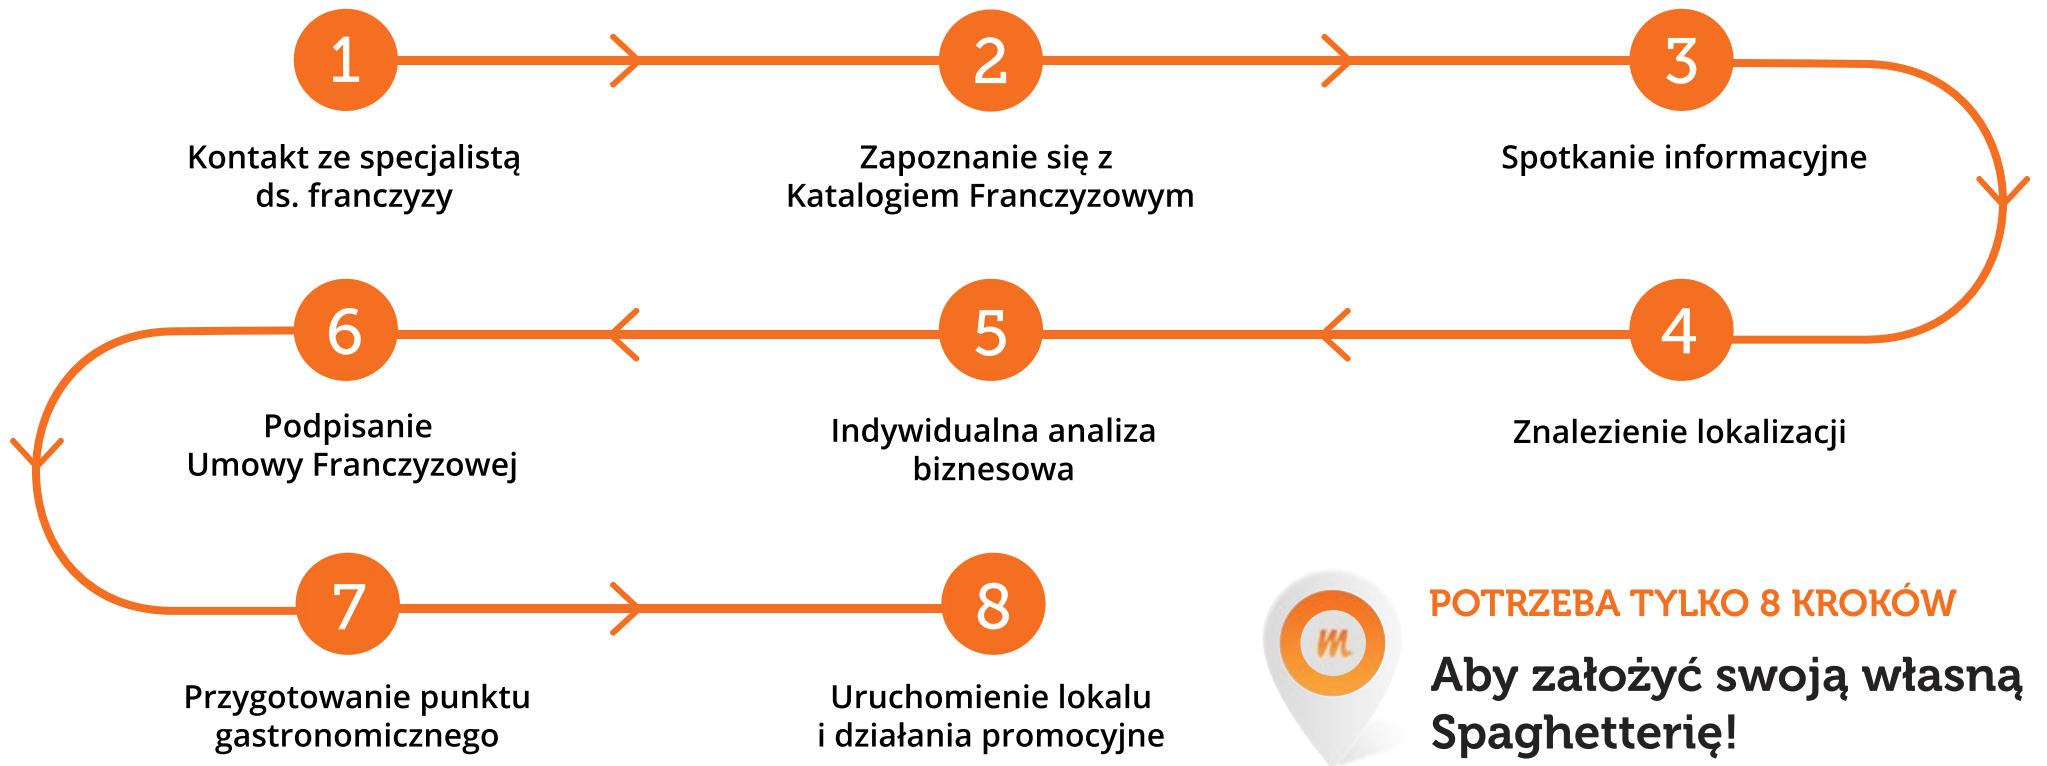 1
2
3
Kontakt ze specjalistą
ds. franczyzy
Zapoznanie się z
Katalogiem Franczyzowym
Spotkanie informacyjne
4
Znalezienie lokalizacji
5
Indywidualna analiza
biznesowa
6
Podpisanie
Umowy Franczyzowej
7
Przygotowanie punktu
gastronomicznego
8
Uruchomienie lokalu
i działania promocyjne
m
POTRZEBA TYLKO 8 KROKÓW
Aby założyć swoją własną
Spaghetterię!